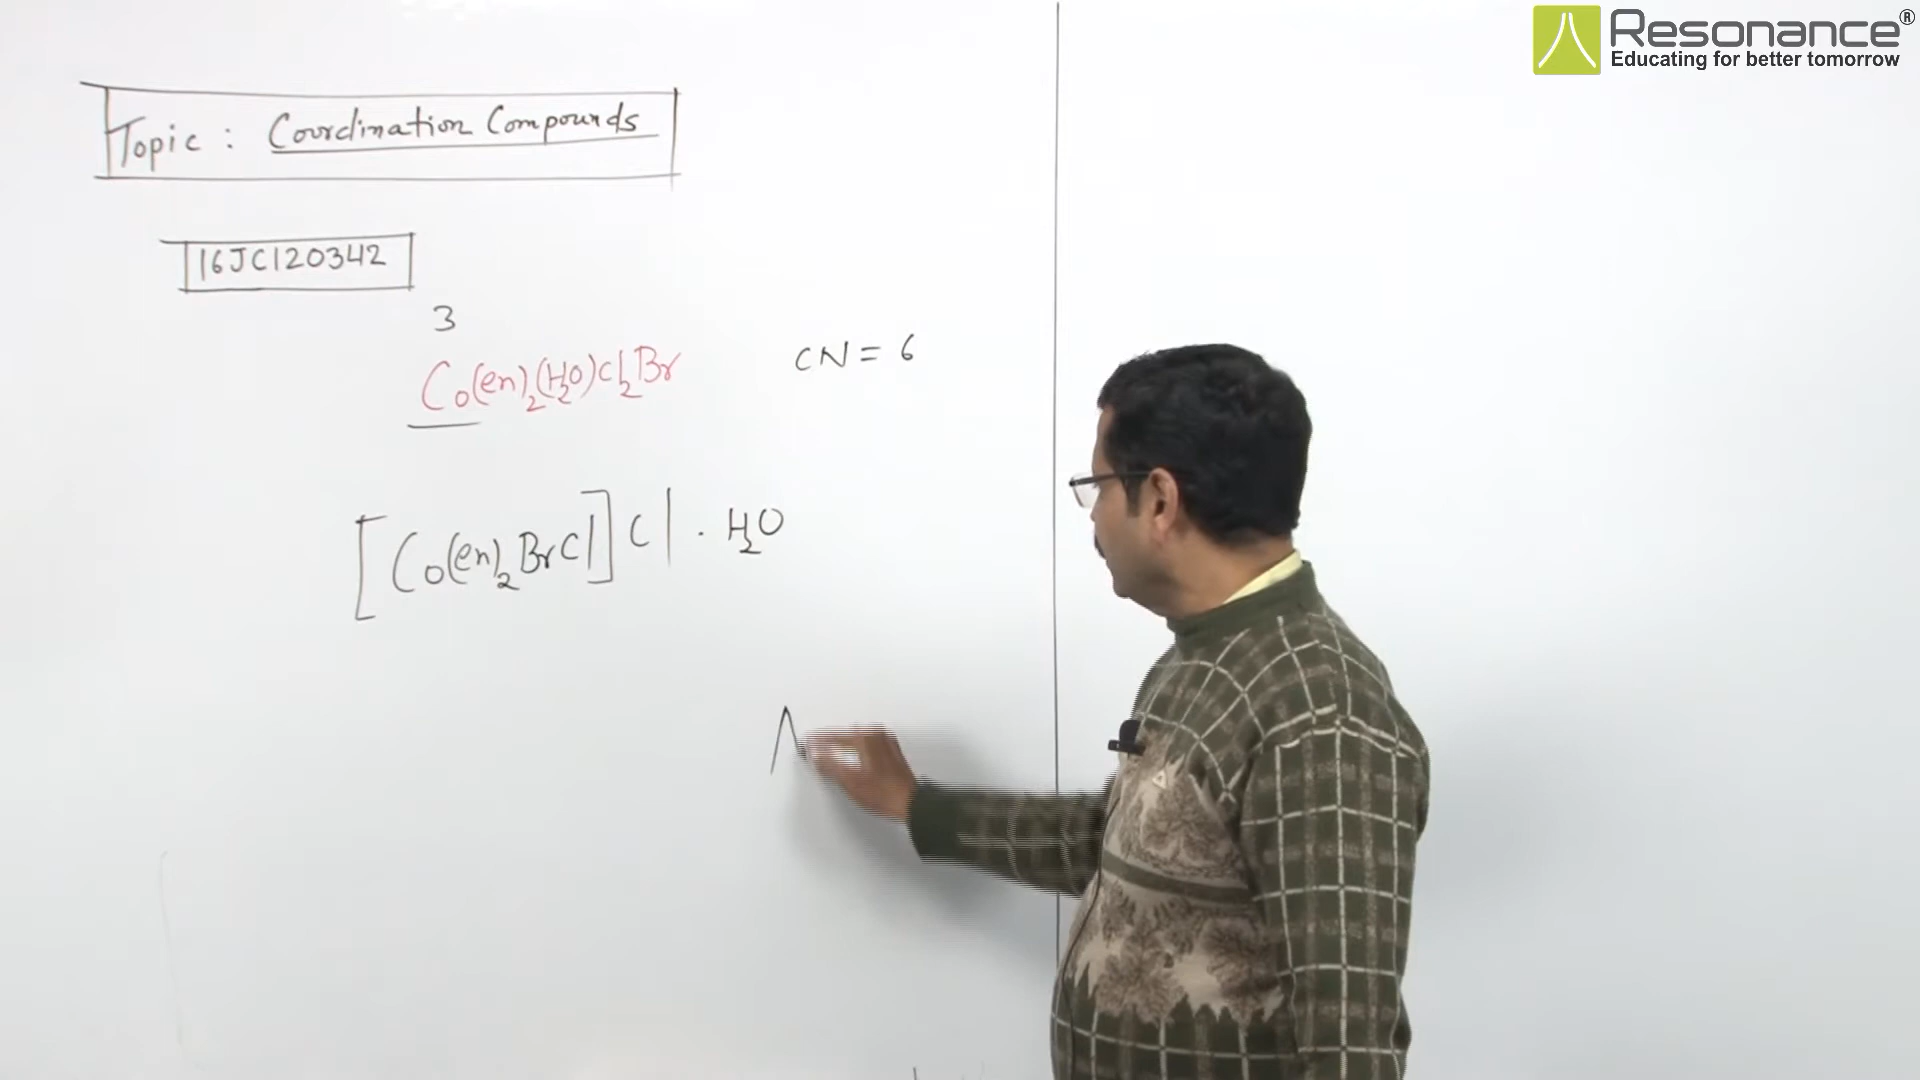 Resonance®
Educating for better tomorrow
Topic : Coordination Compounds
16JC120342
3
Co(en)₂(H₂O)Cl₂Br
CN = 6
[Co(en)₂BrCl]Cl . H₂O